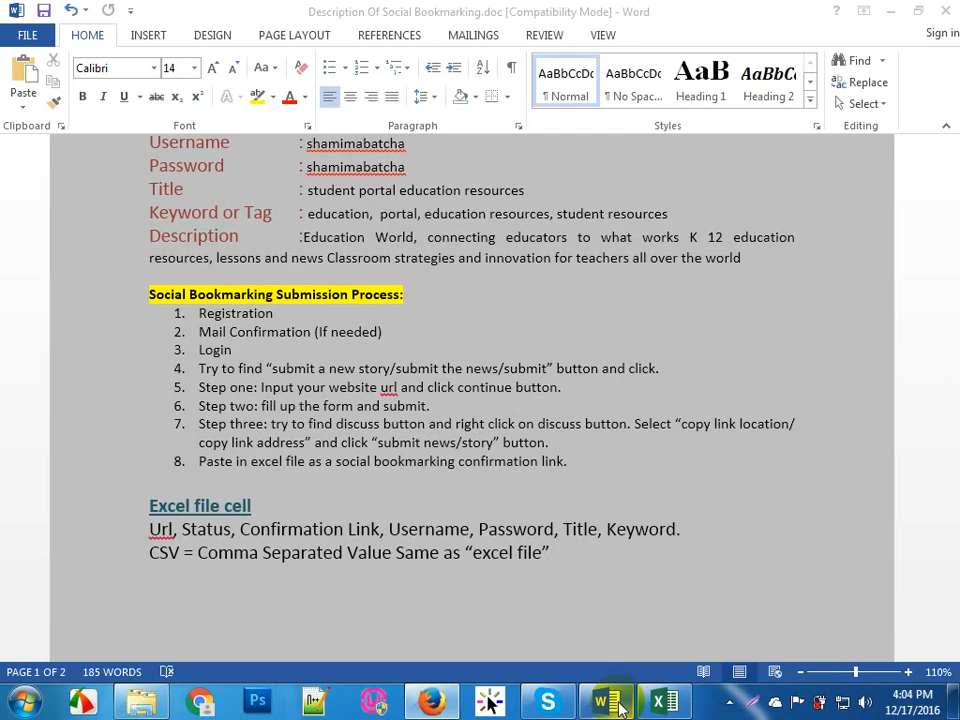 Description Of Social Bookmarking.doc [Compatibility Mode] - Word
FILE HOME INSERT DESIGN PAGE LAYOUT REFERENCES MAILINGS REVIEW VIEW Sign in
Paste Calibri 14 Aa
B I U abc X₂ X² A
AaBbCcDc AaBbCcDc AaB AaBbCc
¶ Normal ¶ No Spac... Heading 1 Heading 2
Find
Replace
Select
Clipboard Font Paragraph Styles Editing
Username : shamimabatcha
Password : shamimabatcha
Title : student portal education resources
Keyword or Tag : education, portal, education resources, student resources
Description :Education World, connecting educators to what works K 12 education
resources, lessons and news Classroom strategies and innovation for teachers all over the world
Social Bookmarking Submission Process:
1. Registration
2. Mail Confirmation (If needed)
3. Login
4. Try to find “submit a new story/submit the news/submit” button and click.
5. Step one: Input your website url and click continue button.
6. Step two: fill up the form and submit.
7. Step three: try to find discuss button and right click on discuss button. Select “copy link location/
copy link address” and click “submit news/story” button.
8. Paste in excel file as a social bookmarking confirmation link.
Excel file cell
Url, Status, Confirmation Link, Username, Password, Title, Keyword.
CSV = Comma Separated Value Same as “excel file”
PAGE 1 OF 2 185 WORDS 110%
Ps
4:04 PM
12/17/2016